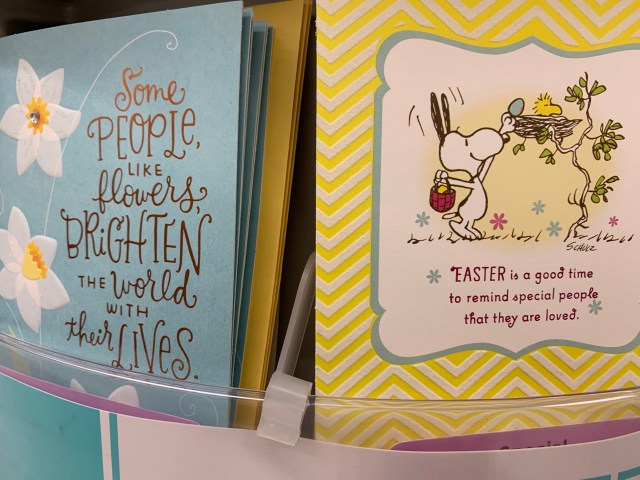 Some
PEOPLE,
LIKE
flowers,
BRiGHTEN
THE world
WITH
their LIVes.
SCHULZ
EASTER is a good time
to remind special people
that they are loved.